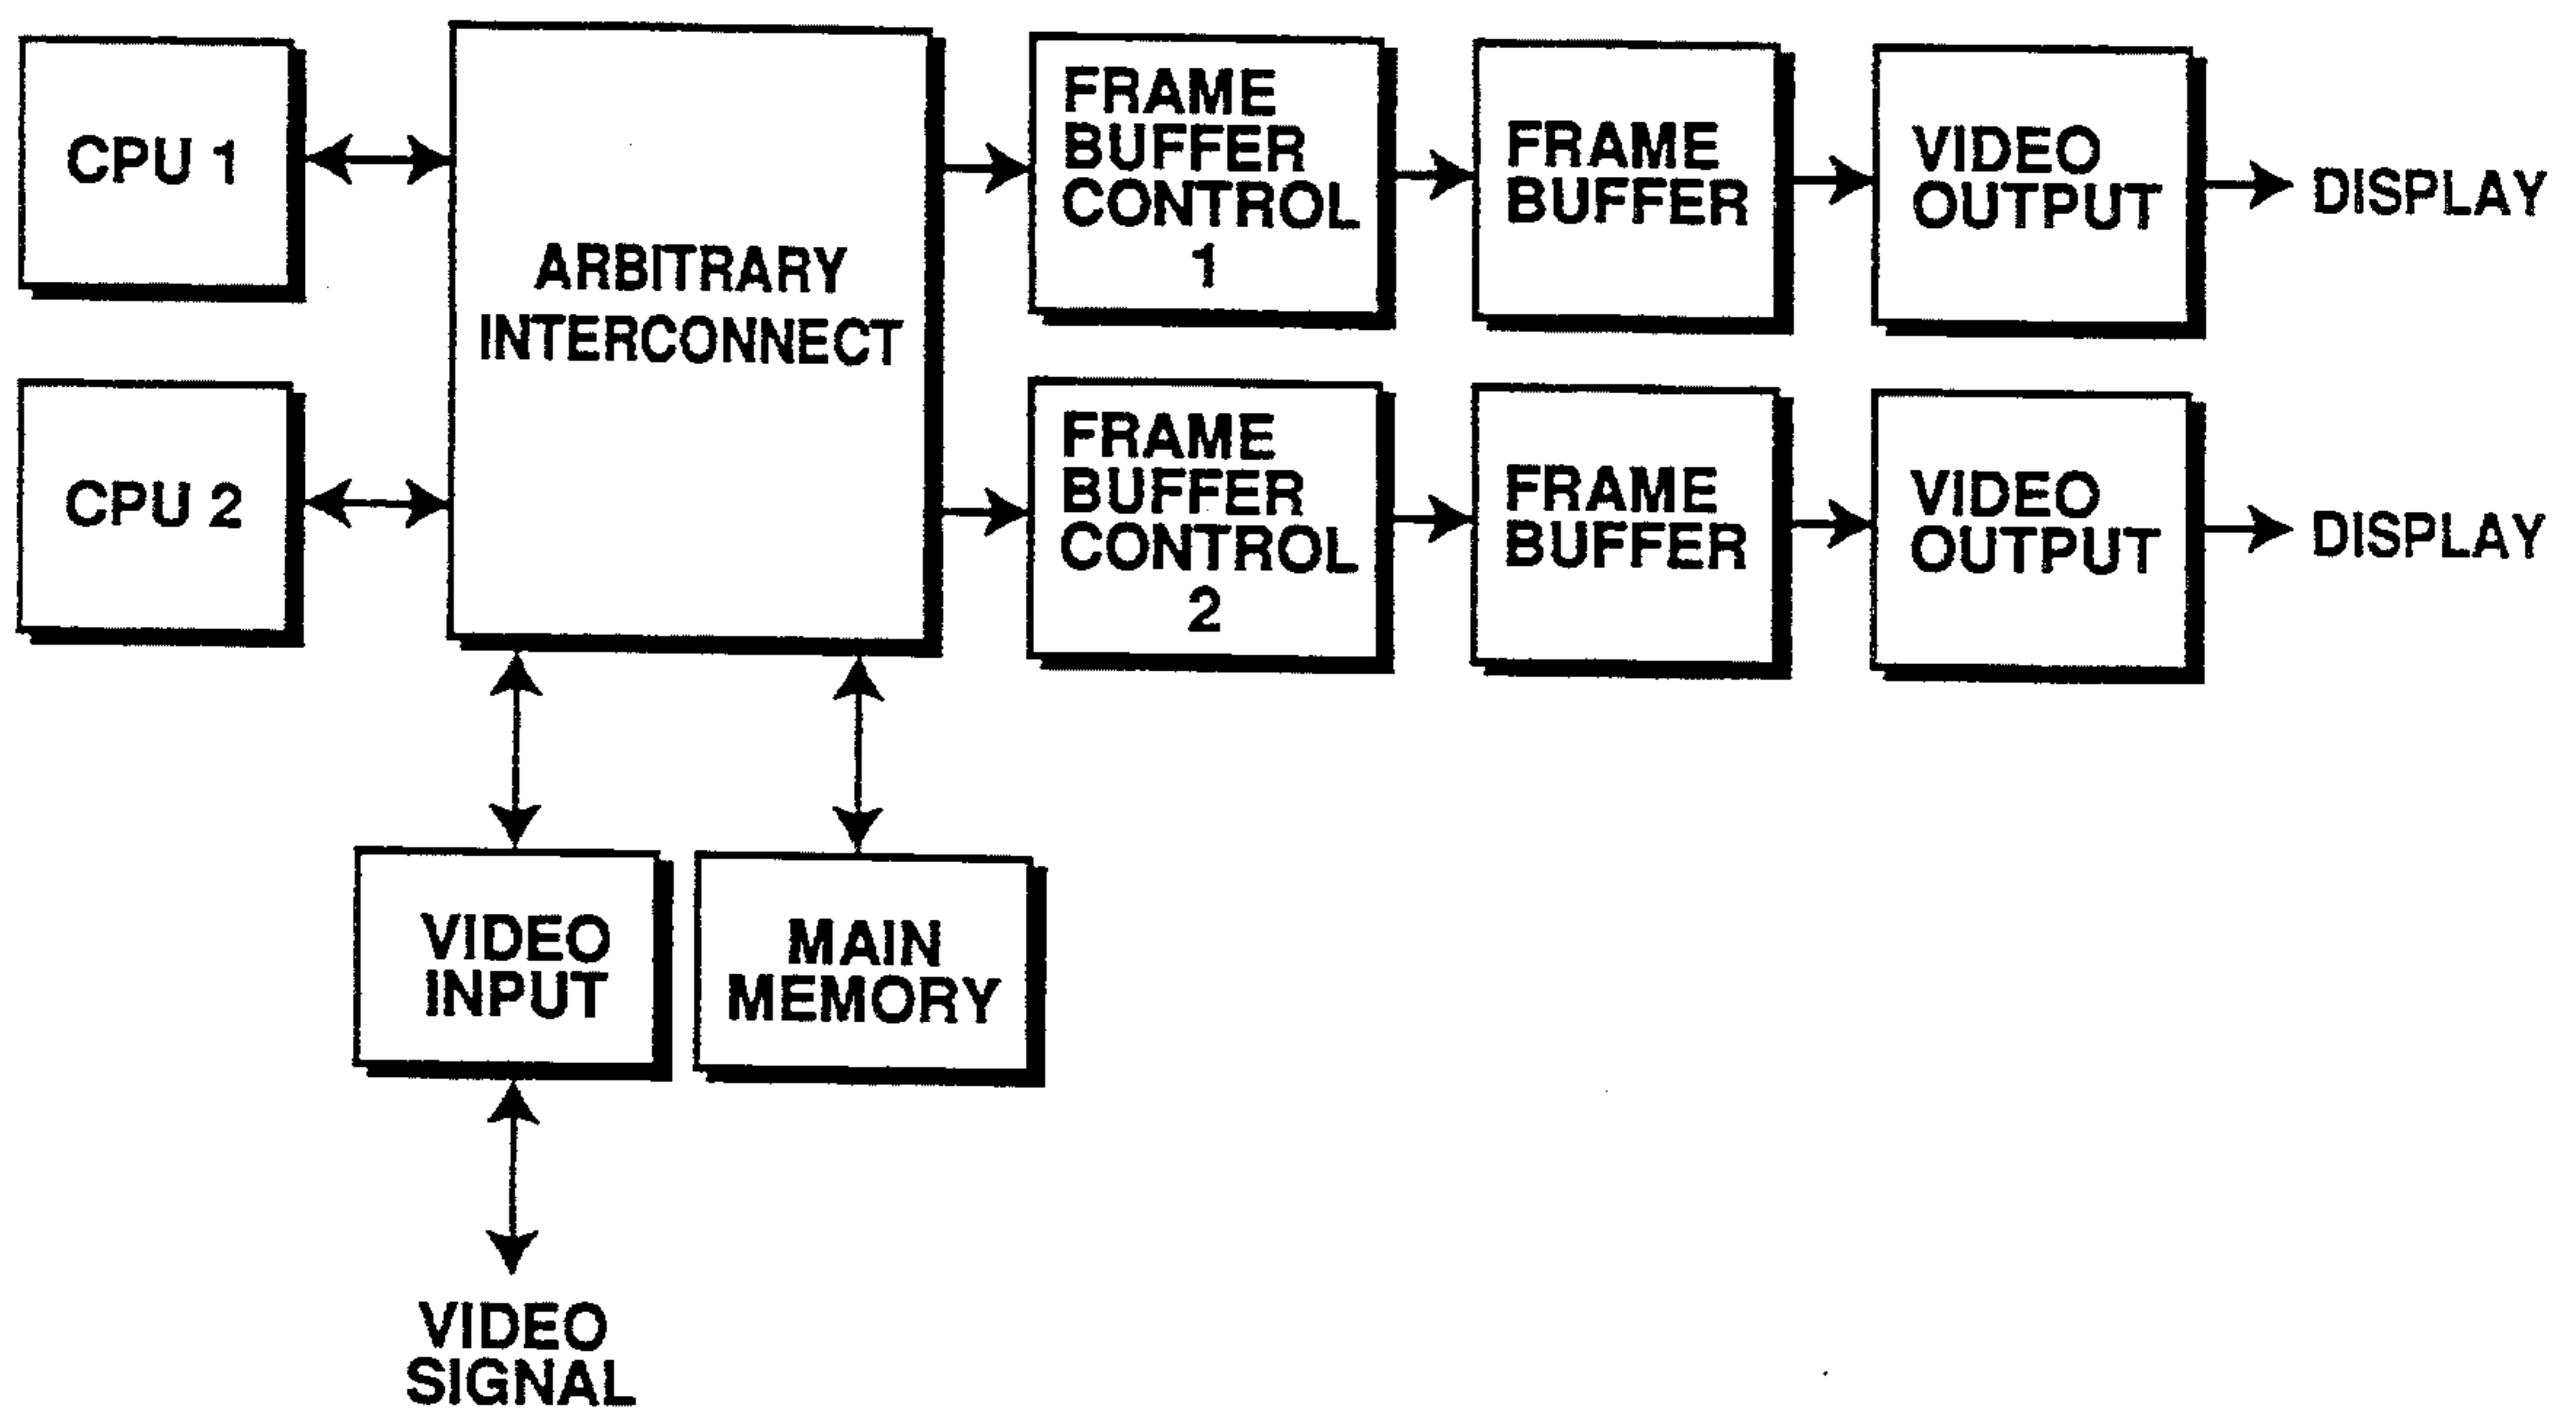 CPU 1
ARBITRARY
INTERCONNECT
FRAME
BUFFER
CONTROL
1
FRAME
BUFFER
VIDEO
OUTPUT
DISPLAY
CPU 2
FRAME
BUFFER
CONTROL
2
FRAME
BUFFER
VIDEO
OUTPUT
DISPLAY
VIDEO
INPUT
MAIN
MEMORY
VIDEO
SIGNAL